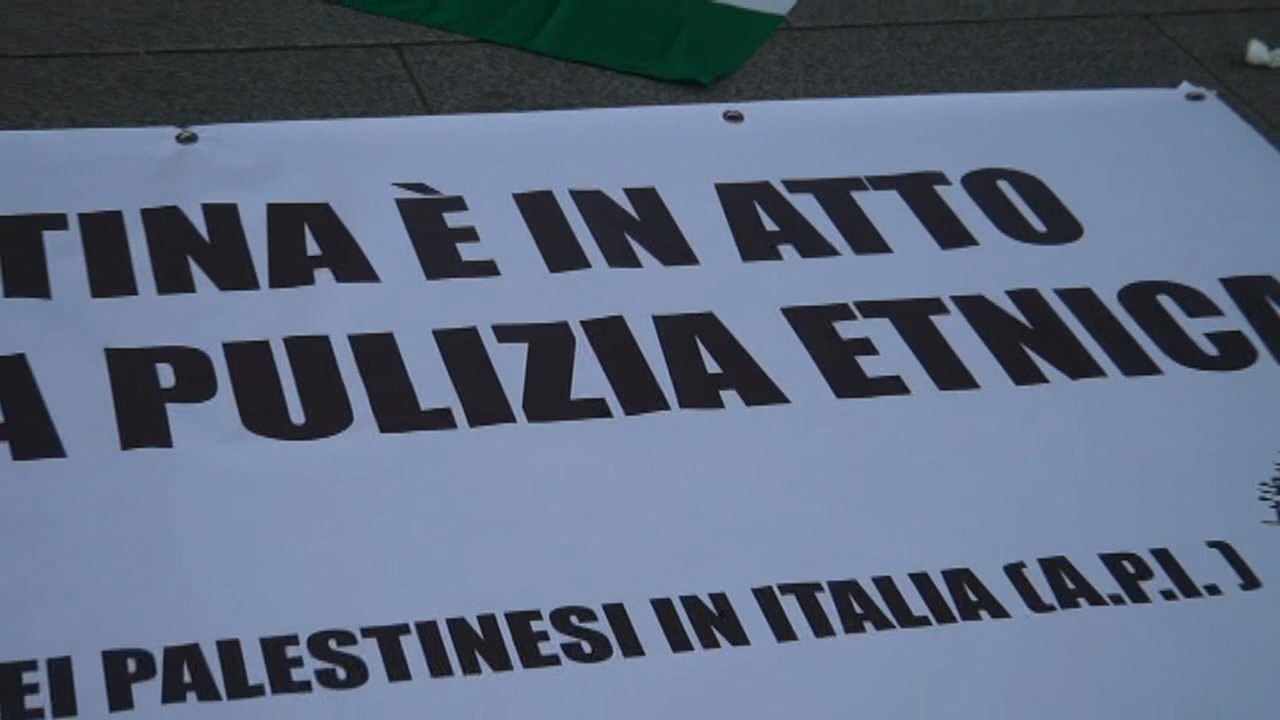 TINA È IN ATTO
A PULIZIA ETNICA
EI PALESTINESI IN ITALIA (A.P.I. )